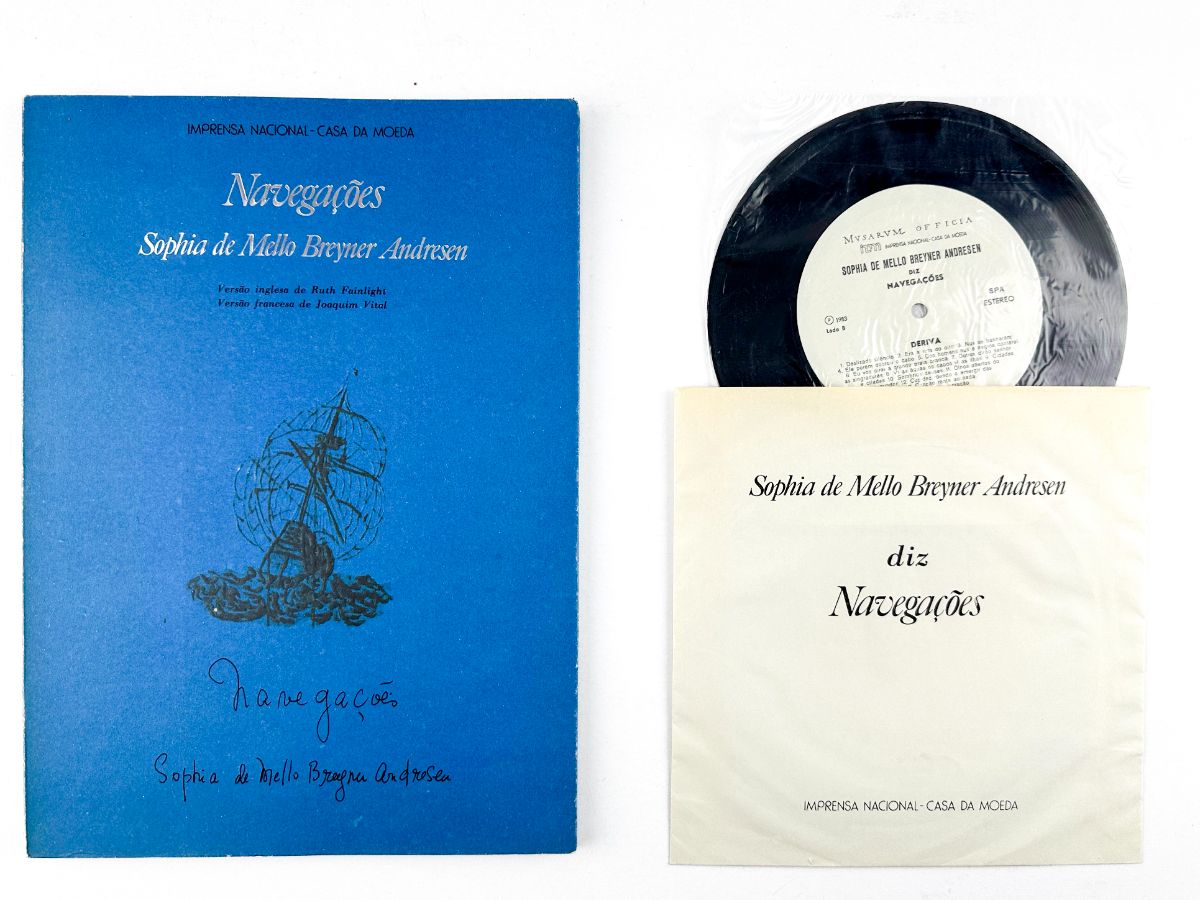 IMPRENSA NACIONAL - CASA DA MOEDA
Navegações
Sophia de Mello Breyner Andresen
Versão inglesa de Ruth Fainlight
Versão francesa de Joaquim Vital
Navegações
Sophia de Mello Breyner Andresen
MVSARVM OFFICIA
incm IMPRENSA NACIONAL-CASA DA MOEDA
SOPHIA DE MELLO BREYNER ANDRESEN
DIZ
NAVEGAÇÕES
SPA
ESTEREO
Ⓟ 1983
Lado B
DERIVA
Sophia de Mello Breyner Andresen
diz
Navegações
IMPRENSA NACIONAL - CASA DA MOEDA